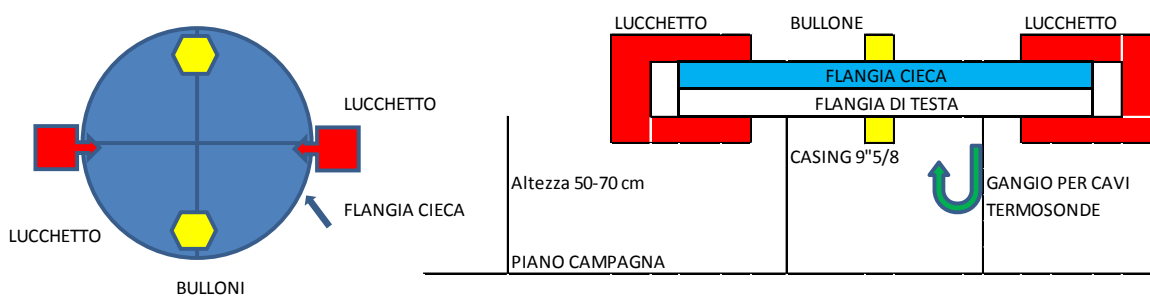 LUCCHETTO
FLANGIA CIECA
LUCCHETTO
BULLONI
LUCCHETTO
BULLONE
LUCCHETTO
FLANGIA CIECA
FLANGIA DI TESTA
CASING 9"5/8
Altezza 50-70 cm
GANGIO PER CAVI
TERMOSONDE
PIANO CAMPAGNA